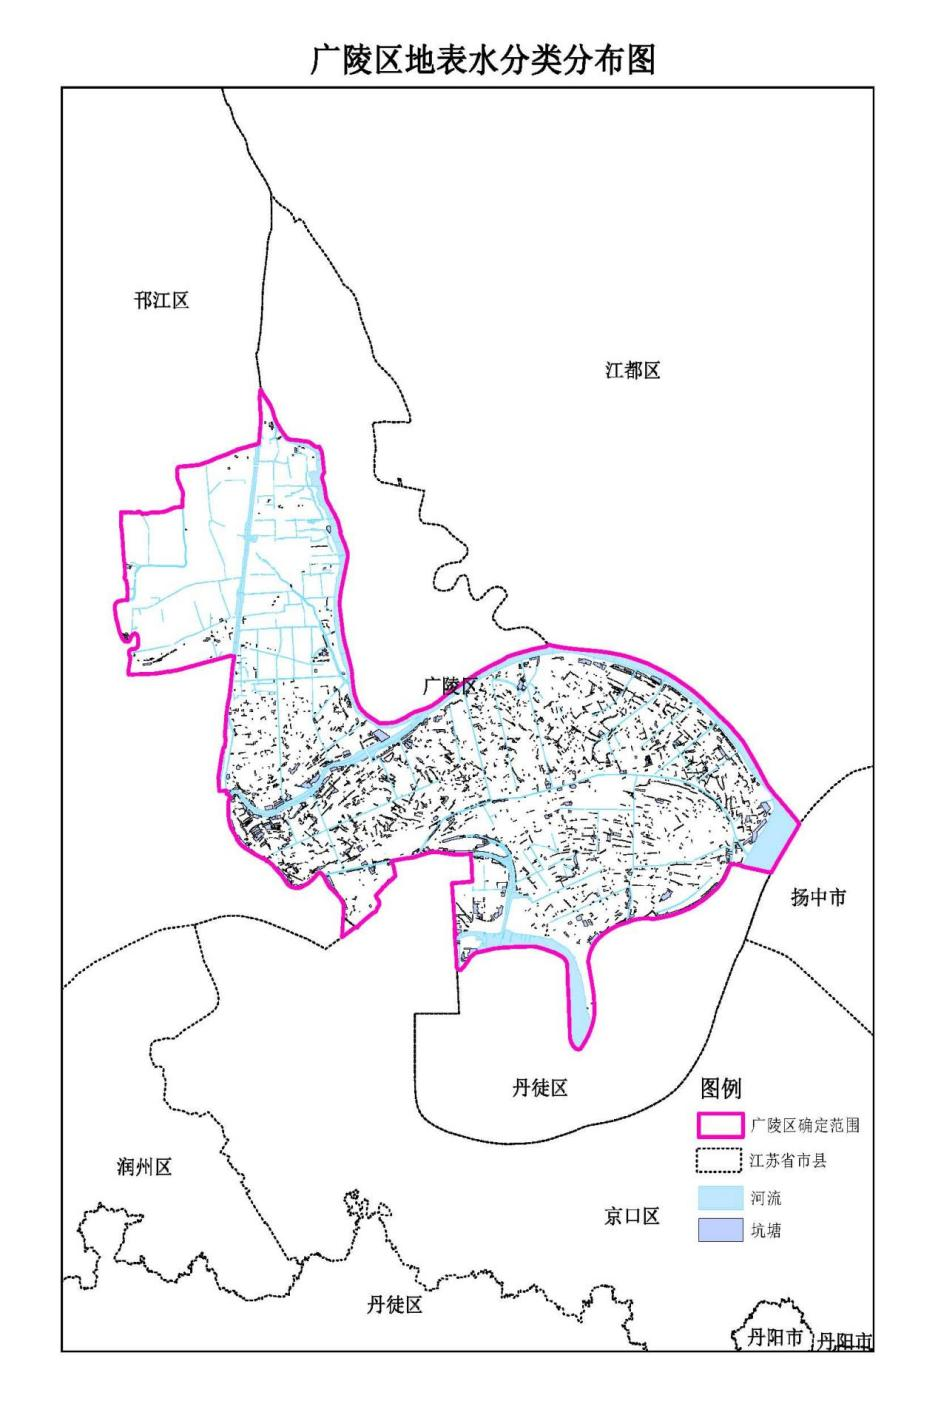 广陵区地表水分类分布图
邗江区
江都区
广陵区
扬中市
丹徒区
图例
广陵区确定范围
江苏省市县
河流
坑塘
润州区
京口区
丹徒区
丹阳市
丹阳市